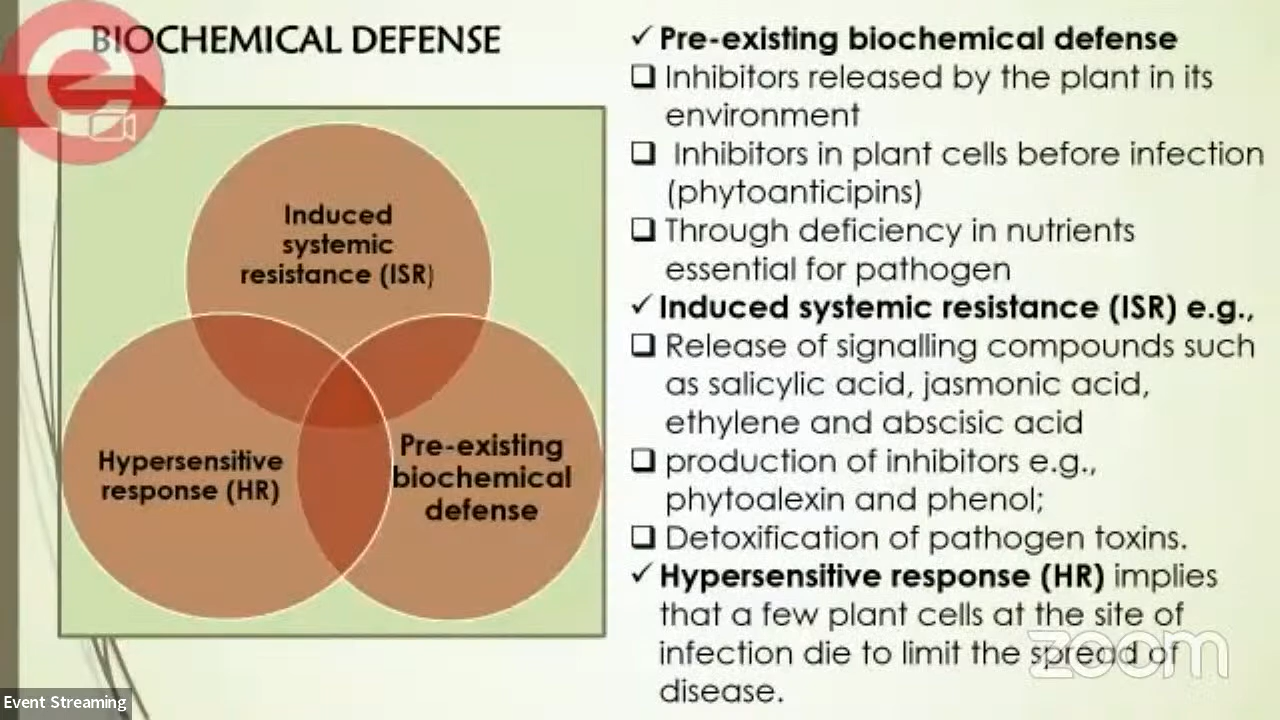 BIOCHEMICAL DEFENSE
Induced
systemic
resistance (ISR)
Hypersensitive
response (HR)
Pre-existing
biochemical
defense
✓ Pre-existing biochemical defense
❑ Inhibitors released by the plant in its
environment
❑ Inhibitors in plant cells before infection
(phytoanticipins)
❑ Through deficiency in nutrients
essential for pathogen
✓ Induced systemic resistance (ISR) e.g.,
❑ Release of signalling compounds such
as salicylic acid, jasmonic acid,
ethylene and abscisic acid
❑ production of inhibitors e.g.,
phytoalexin and phenol;
❑ Detoxification of pathogen toxins.
✓ Hypersensitive response (HR) implies
that a few plant cells at the site of
infection die to limit the spread of
disease.
zoom
Event Streaming